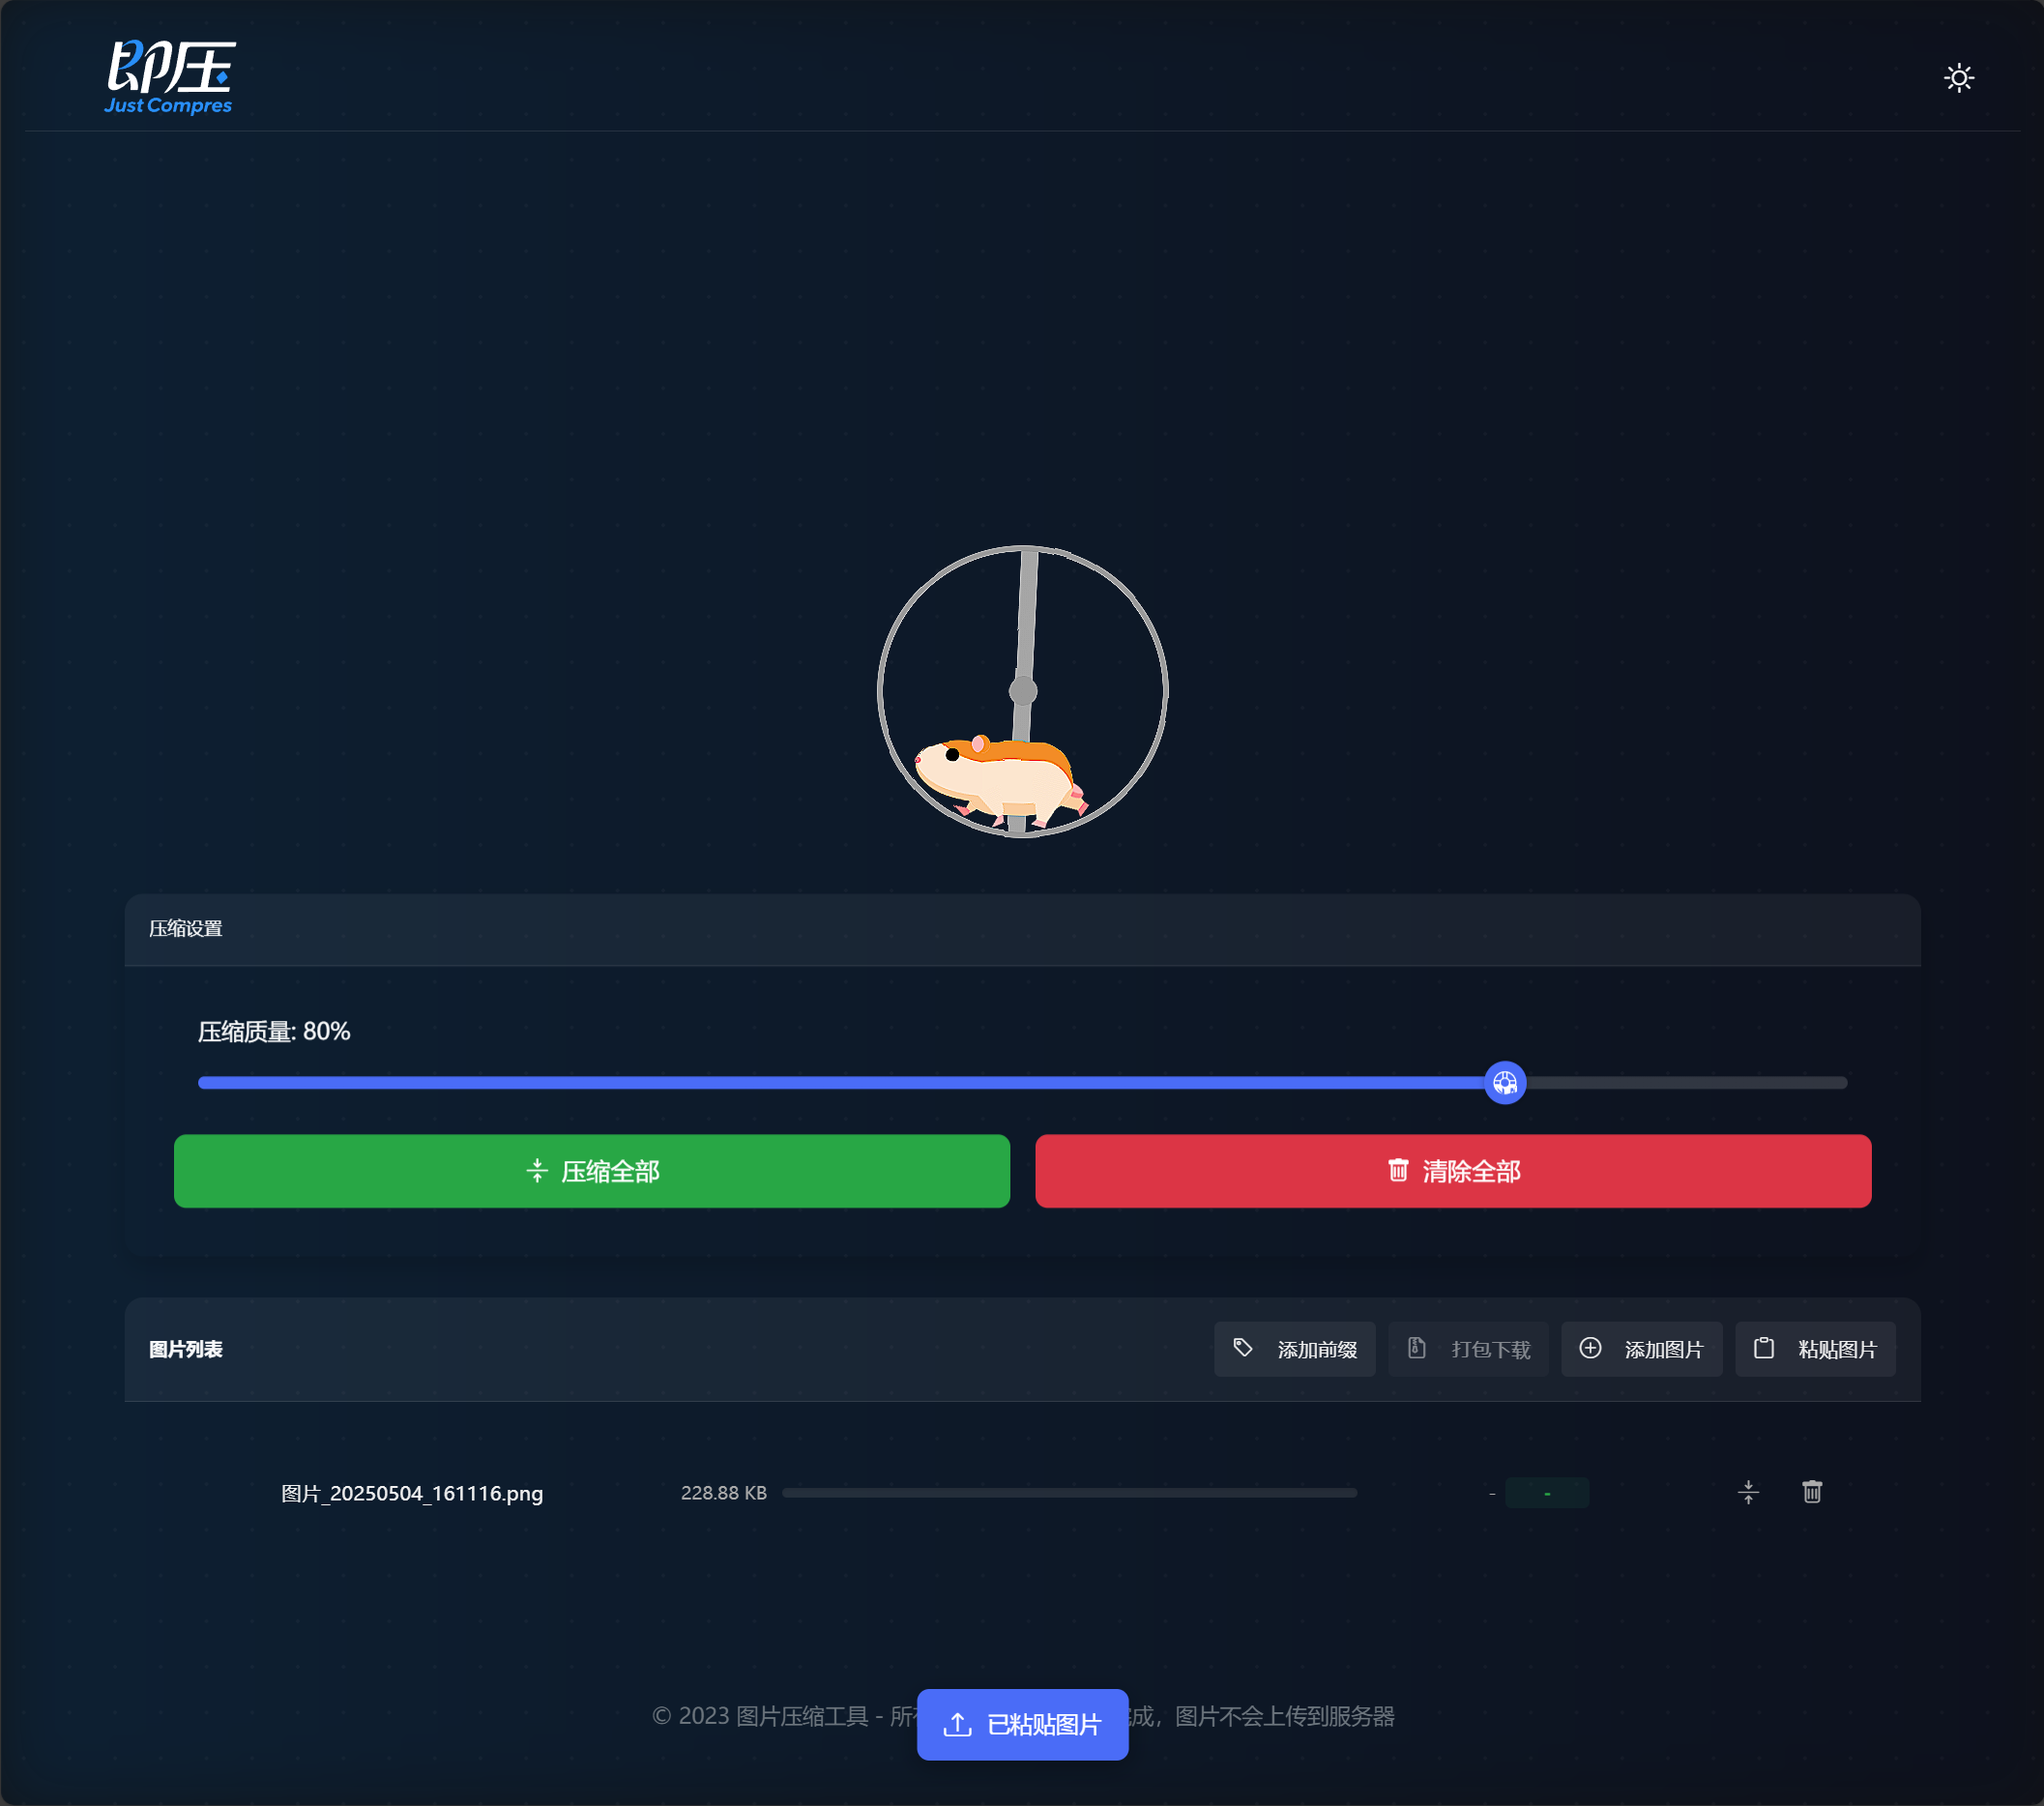 即压
Just Compres
压缩设置
压缩质量: 80%
压缩全部
清除全部
图片列表
添加前缀
打包下载
添加图片
粘贴图片
图片_20250504_161116.png
228.88 KB
-
-
© 2023 图片压缩工具 - 所 成，图片不会上传到服务器
已粘贴图片